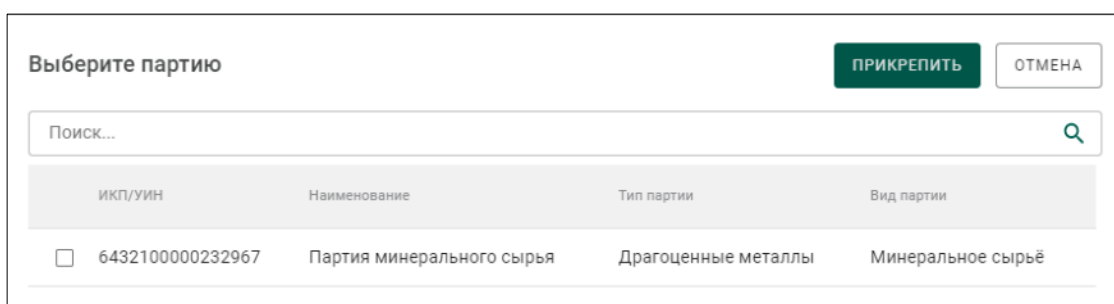 Выберите партию ПРИКРЕПИТЬ ОТМЕНА
Поиск...
ИКП/УИН Наименование Тип партии Вид партии
6432100000232967 Партия минерального сырья Драгоценные металлы Минеральное сырьё